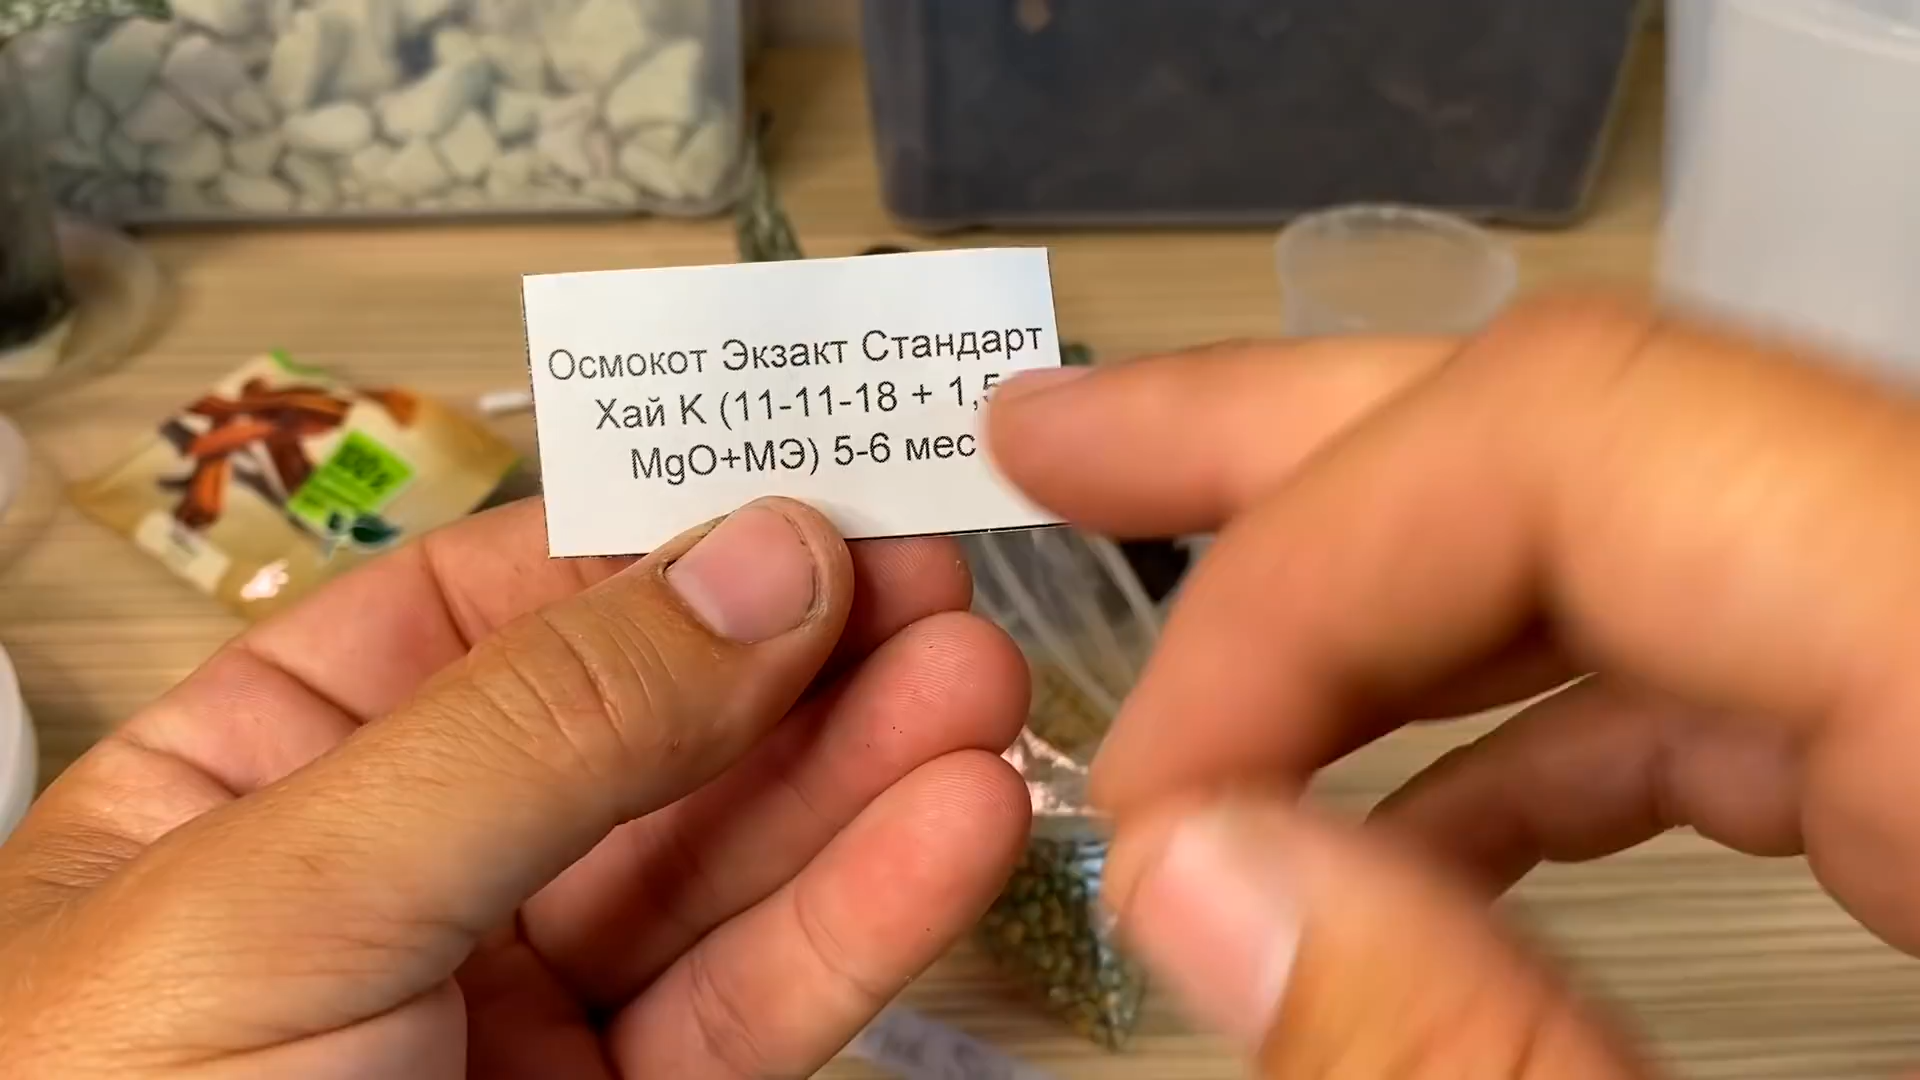 Осмокот Экзакт Стандарт
Хай К (11-11-18 + 1,5
MgO+МЭ) 5-6 мес